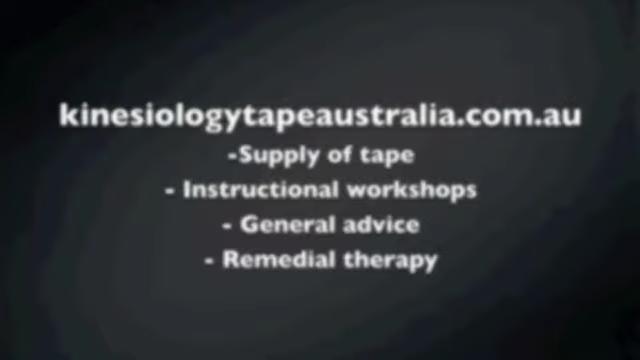 kinesiologytapeaustralia.com.au
-Supply of tape
- Instructional workshops
- General advice
- Remedial therapy